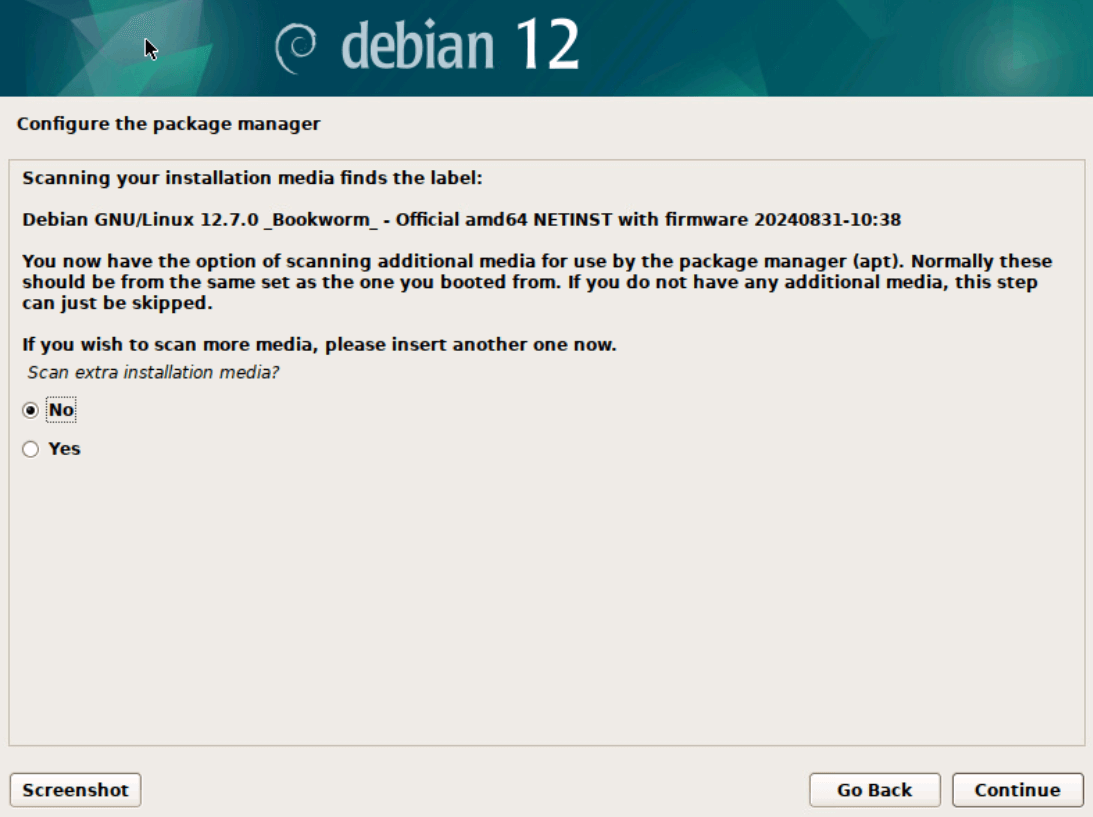 debian 12
Configure the package manager
Scanning your installation media finds the label:
Debian GNU/Linux 12.7.0 _Bookworm_ - Official amd64 NETINST with firmware 20240831-10:38
You now have the option of scanning additional media for use by the package manager (apt). Normally these
should be from the same set as the one you booted from. If you do not have any additional media, this step
can just be skipped.
If you wish to scan more media, please insert another one now.
Scan extra installation media?
No
Yes
Screenshot
Go Back
Continue